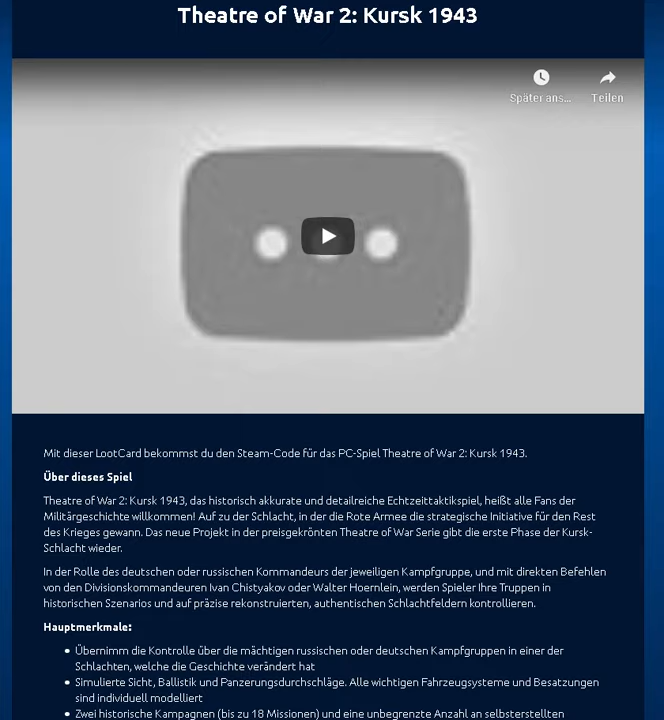 Theatre of War 2: Kursk 1943
Später ans...
Teilen
Mit dieser LootCard bekommst du den Steam-Code für das PC-Spiel Theatre of War 2: Kursk 1943.
Über dieses Spiel
Theatre of War 2: Kursk 1943, das historisch akkurate und detailreiche Echtzeittaktikspiel, heißt alle Fans der
Militärgeschichte willkommen! Auf zu der Schlacht, in der die Rote Armee die strategische Initiative für den Rest
des Krieges gewann. Das neue Projekt in der preisgekrönten Theatre of War Serie gibt die erste Phase der Kursk-
Schlacht wieder.
In der Rolle des deutschen oder russischen Kommandeurs der jeweiligen Kampfgruppe, und mit direkten Befehlen
von den Divisionskommandeuren Ivan Chistyakov oder Walter Hoernlein, werden Spieler Ihre Truppen in
historischen Szenarios und auf präzise rekonstruierten, authentischen Schlachtfeldern kontrollieren.
Hauptmerkmale:
• Übernimm die Kontrolle über die mächtigen russischen oder deutschen Kampfgruppen in einer der
Schlachten, welche die Geschichte verändert hat
• Simulierte Sicht, Ballistik und Panzerungsdurchschläge. Alle wichtigen Fahrzeugsysteme und Besatzungen
sind individuell modelliert
• Zwei historische Kampagnen (bis zu 18 Missionen) und eine unbegrenzte Anzahl an selbsterstellten